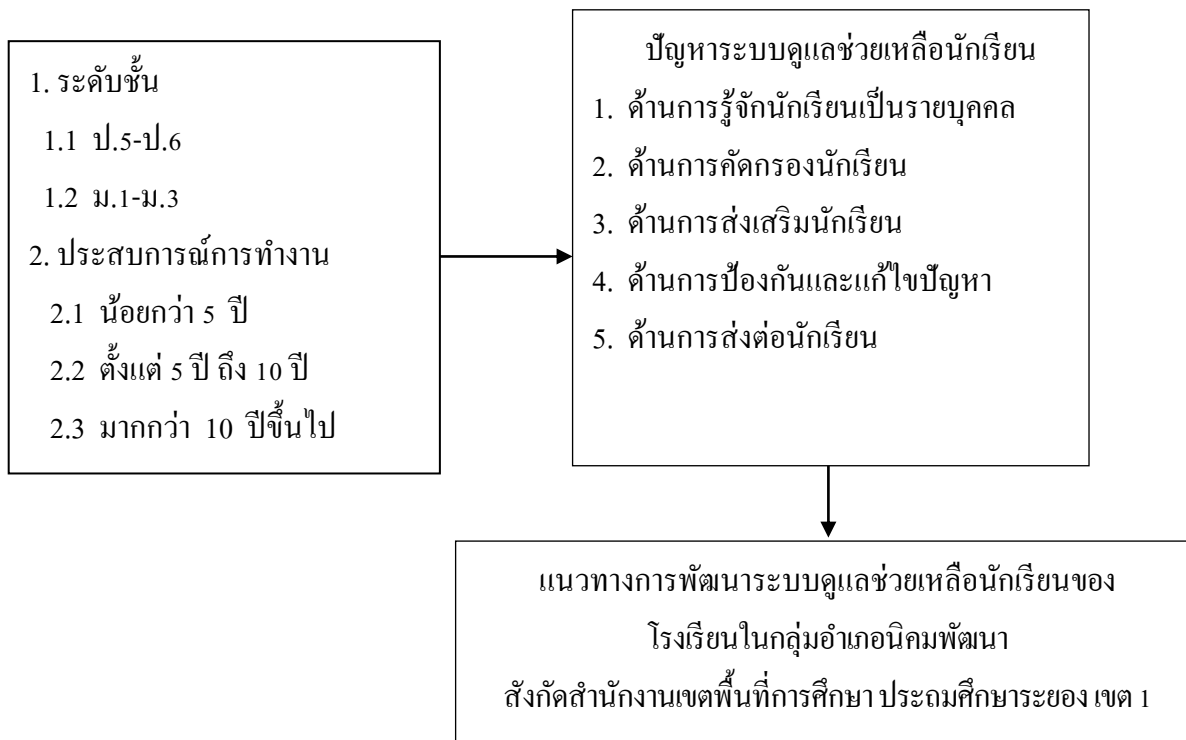 1. ระดับชั้น
1.1 ป.5-ป.6
1.2 ม.1-ม.3
2. ประสบการณ์การทำงาน
2.1 น้อยกว่า 5 ปี
2.2 ตั้งแต่ 5 ปี ถึง 10 ปี
2.3 มากกว่า 10 ปีขึ้นไป
ปัญหาระบบดูแลช่วยเหลือนักเรียน
1. ด้านการรู้จักนักเรียนเป็นรายบุคคล
2. ด้านการคัดกรองนักเรียน
3. ด้านการส่งเสริมนักเรียน
4. ด้านการป้องกันและแก้ไขปัญหา
5. ด้านการส่งต่อนักเรียน
แนวทางการพัฒนาระบบดูแลช่วยเหลือนักเรียนของ
โรงเรียนในกลุ่มอำเภอนิคมพัฒนา
สังกัดสำนักงานเขตพื้นที่การศึกษา ประถมศึกษาระยอง เขต 1